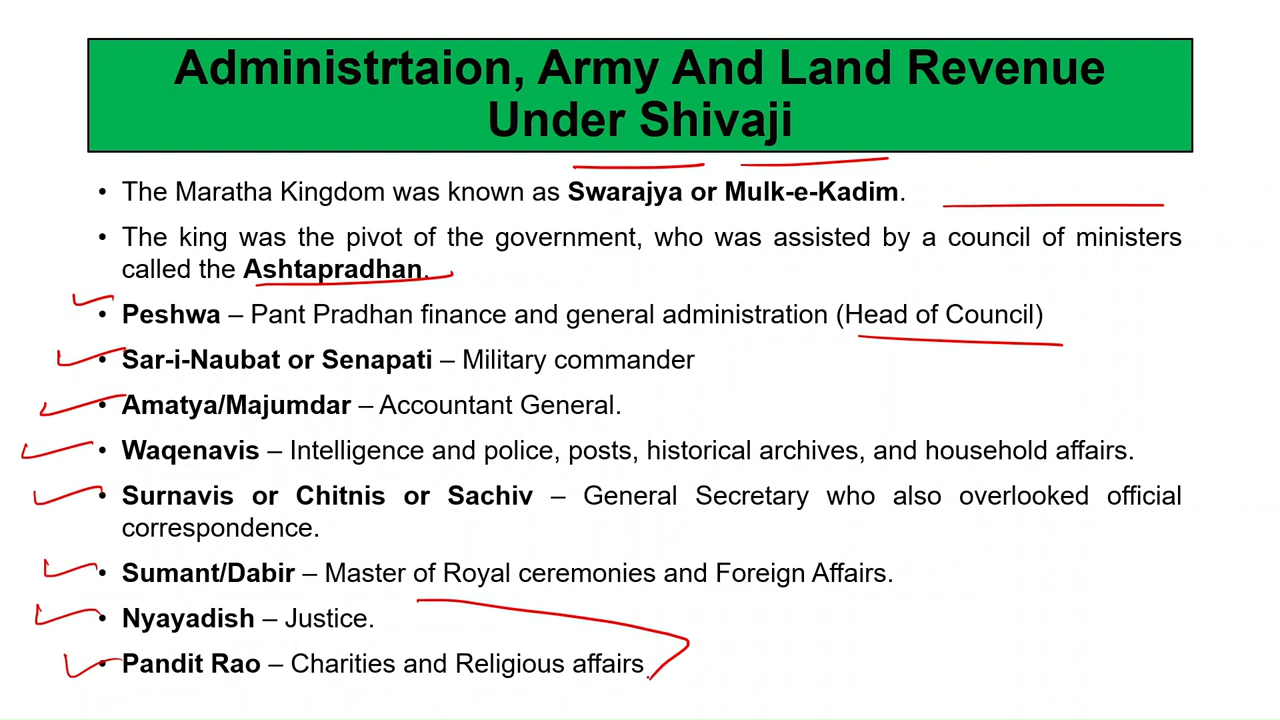 Administrtaion, Army And Land Revenue
Under Shivaji
• The Maratha Kingdom was known as Swarajya or Mulk-e-Kadim.
• The king was the pivot of the government, who was assisted by a council of ministers
called the Ashtapradhan.
• Peshwa – Pant Pradhan finance and general administration (Head of Council)
• Sar-i-Naubat or Senapati – Military commander
• Amatya/Majumdar – Accountant General.
• Waqenavis – Intelligence and police, posts, historical archives, and household affairs.
• Surnavis or Chitnis or Sachiv – General Secretary who also overlooked official
correspondence.
• Sumant/Dabir – Master of Royal ceremonies and Foreign Affairs.
• Nyayadish – Justice.
• Pandit Rao – Charities and Religious affairs.